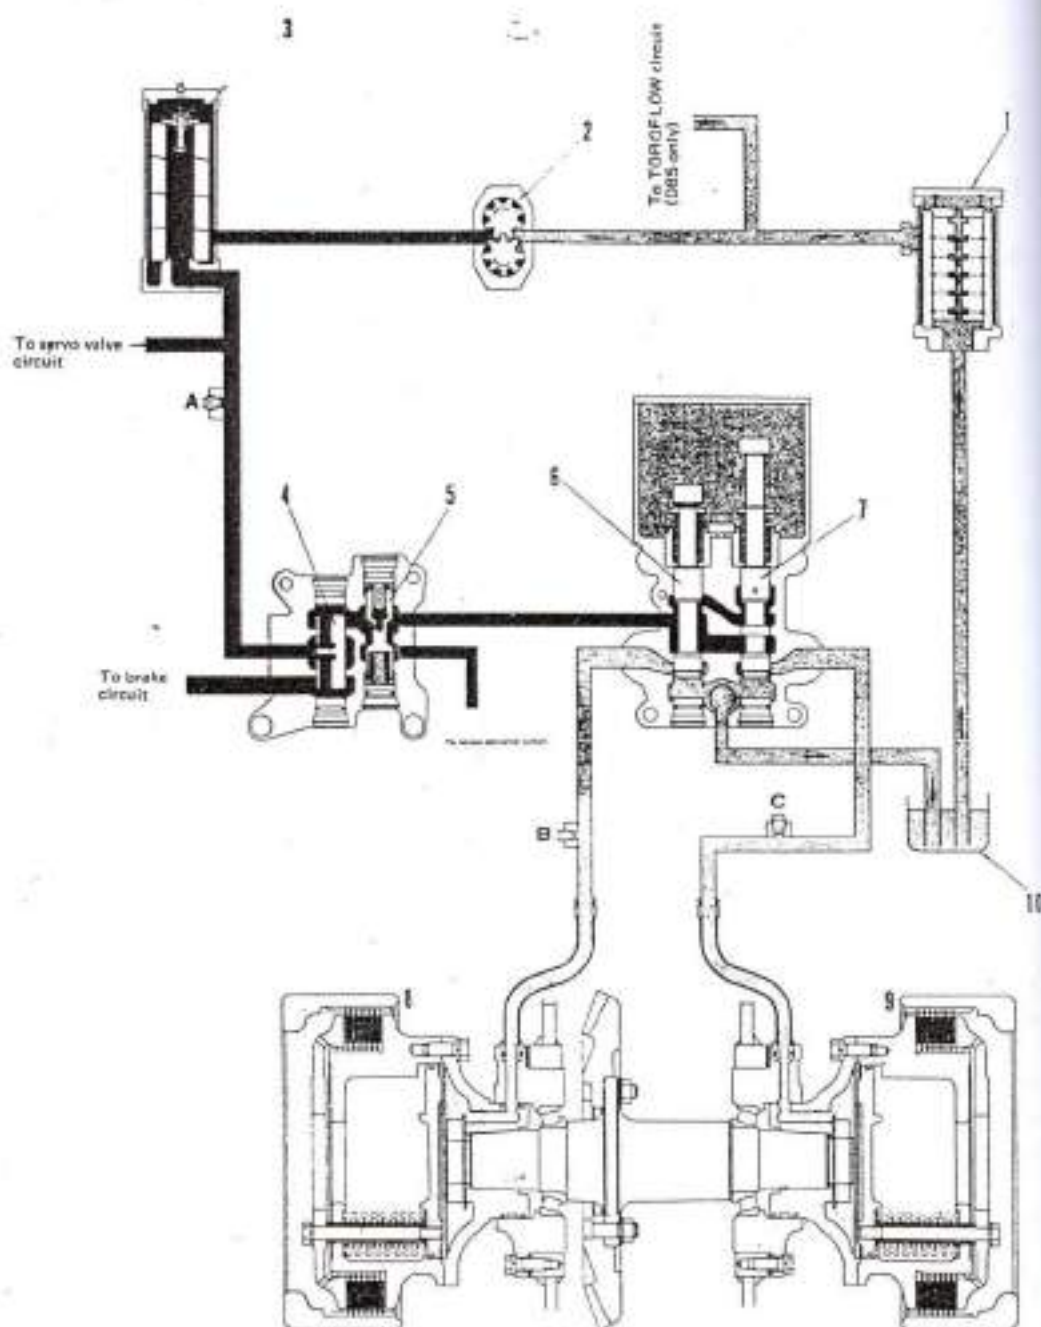 3
To TORQFLOW circuit
(D85 only)
1
2
To servo valve
circuit
A
4
5
6
7
To brake
circuit
B
C
10
9